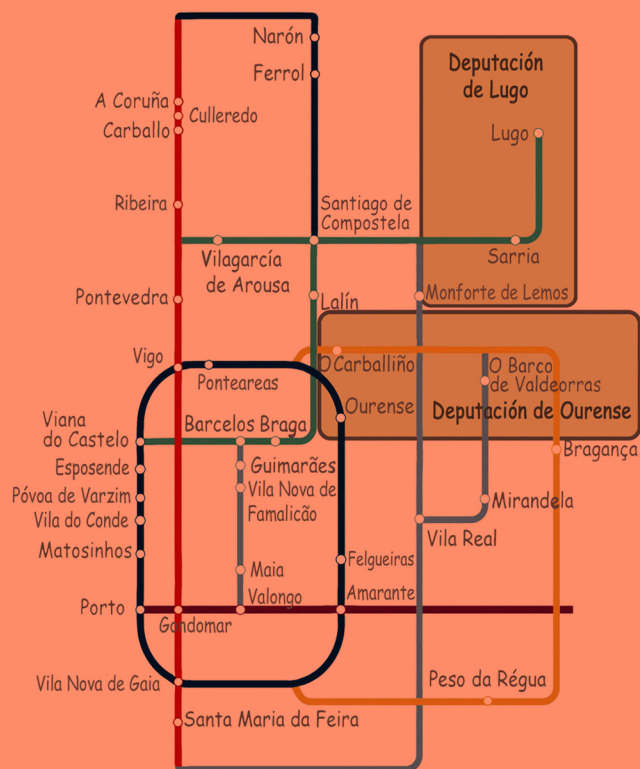 Narón
Deputación
de Lugo
Ferrol
A Coruña
Culleredo
Carballo
Lugo
Ribeira
Santiago de
Compostela
Vilagarcía
de Arousa
Sarria
Pontevedra
Lalín
Monforte de Lemos
Vigo
Ponteareas
O Carballiño
O Barco
de Valdeorras
Ourense
Deputación de Ourense
Viana
do Castelo
Barcelos
Braga
Bragança
Esposende
Guimarães
Póvoa de Varzim
Vila Nova de
Famalicão
Mirandela
Vila do Conde
Vila Real
Matosinhos
Felgueiras
Maia
Porto
Valongo
Amarante
Gondomar
Vila Nova de Gaia
Peso da Régua
Santa Maria da Feira